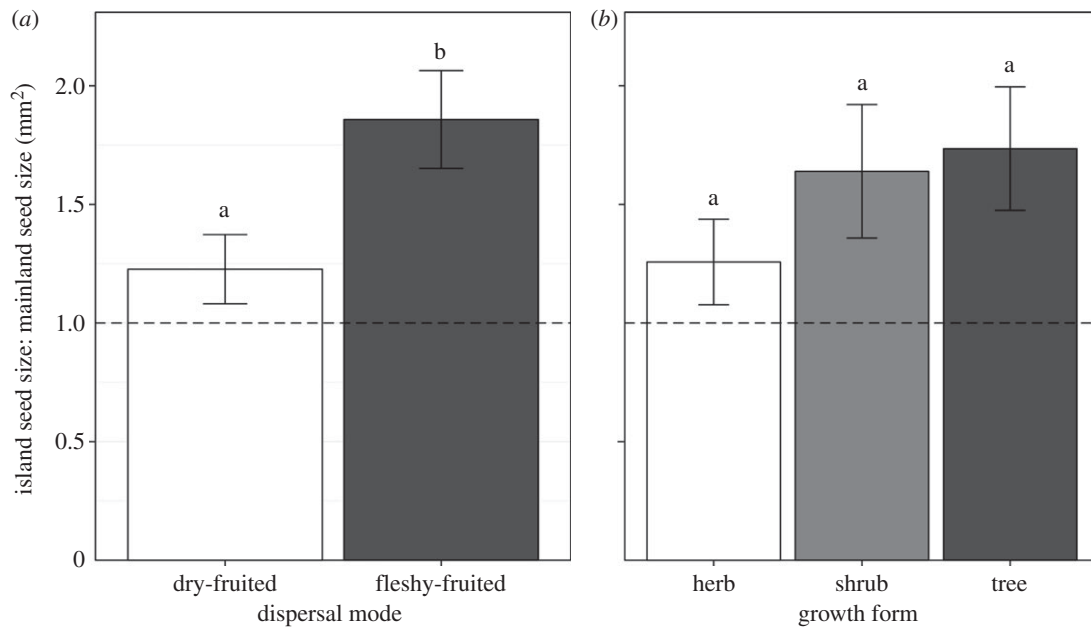 (a)
island seed size: mainland seed size (mm²)
2.0
1.5
1.0
0.5
0
a
b
dry-fruited
fleshy-fruited
dispersal mode
(b)
a
a
a
herb
shrub
tree
growth form